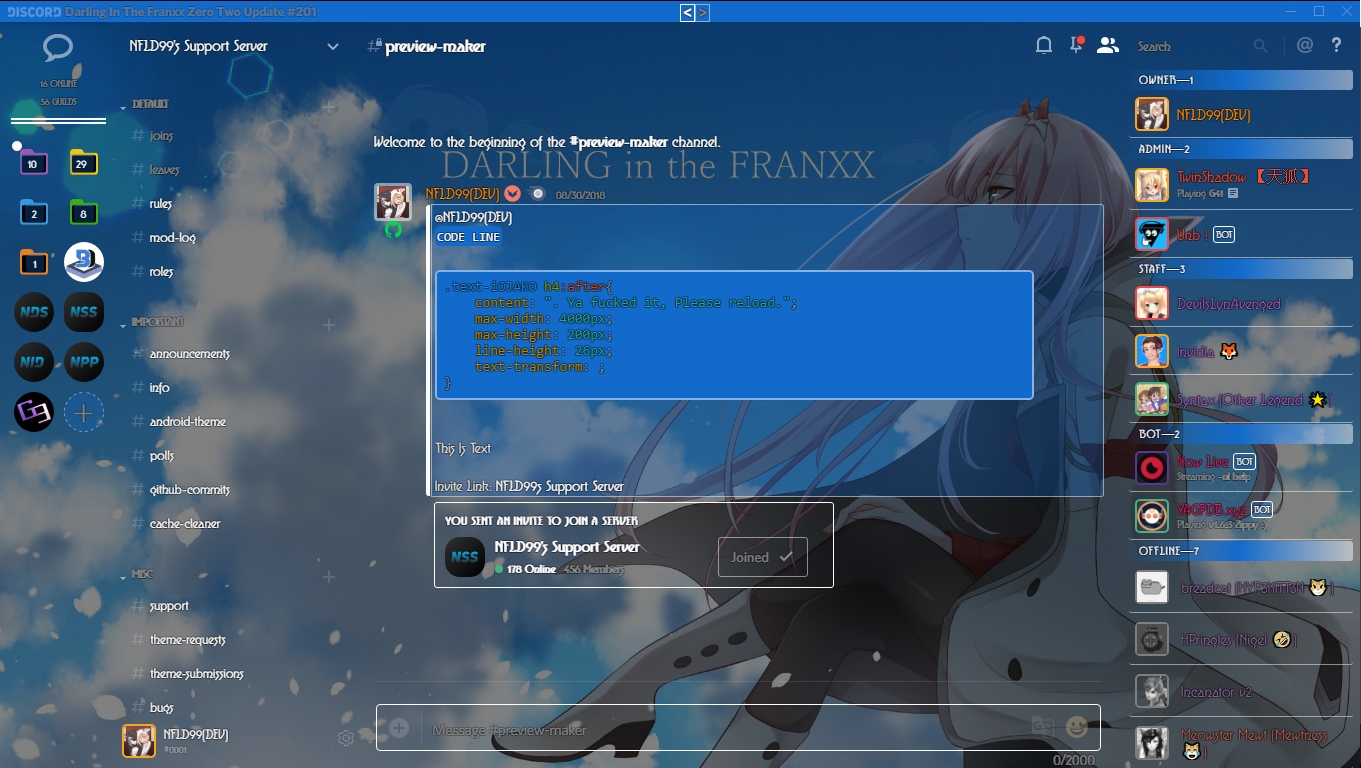 DISCORD Darling In The Franxx Zero Two Update #201
< >
16 ONLINE
56 GUILDS
10
29
2
8
1
NDS
NSS
NID
NPP
NFLD99's Support Server
DEFAULT
# joins
# leaves
# rules
# mod-log
# roles
IMPORTANT
# announcements
# info
# android-theme
# polls
# github-commits
# cache-cleaner
MISC
# support
# theme-requests
# theme-submissions
# bugs
NFLD99(DEV)
#0001
# preview-maker
Search
@ ?
Welcome to the beginning of the #preview-maker channel.
DARLING in the FRANXX
NFLD99(DEV) 08/30/2018
@NFLD99(DEV)
CODE LINE
.text-iOJAKO h4:after{
content: ". Ya fucked it, Please reload.";
max-width: 4000px;
max-height: 200px;
line-height: 26px;
text-transform: ;
}
This Is Text
Invite Link: NFLD99s Support Server
YOU SENT AN INVITE TO JOIN A SERVER
NSS
NFLD99's Support Server
178 Online 456 Members
Joined
Message #preview-maker
0/2000
OWNER—1
NFLD99(DEV)
ADMIN—2
TwinShadow 【天狐】
Playing G41
Unb ! BOT
STAFF—3
DevilsLynAvenged
Invidia 🦊
Syntax (Other Legend
BOT—2
Now Live BOT
Streaming -nl help
YAGPDB.xyz BOT
Playing v1.6.3 Zippy :)
OFFLINE—7
breadcat (HYP3KITT3N 🐱)
HPringles (Nigel 🤣)
Incanator v2
Meowster Mewt (Mewtness